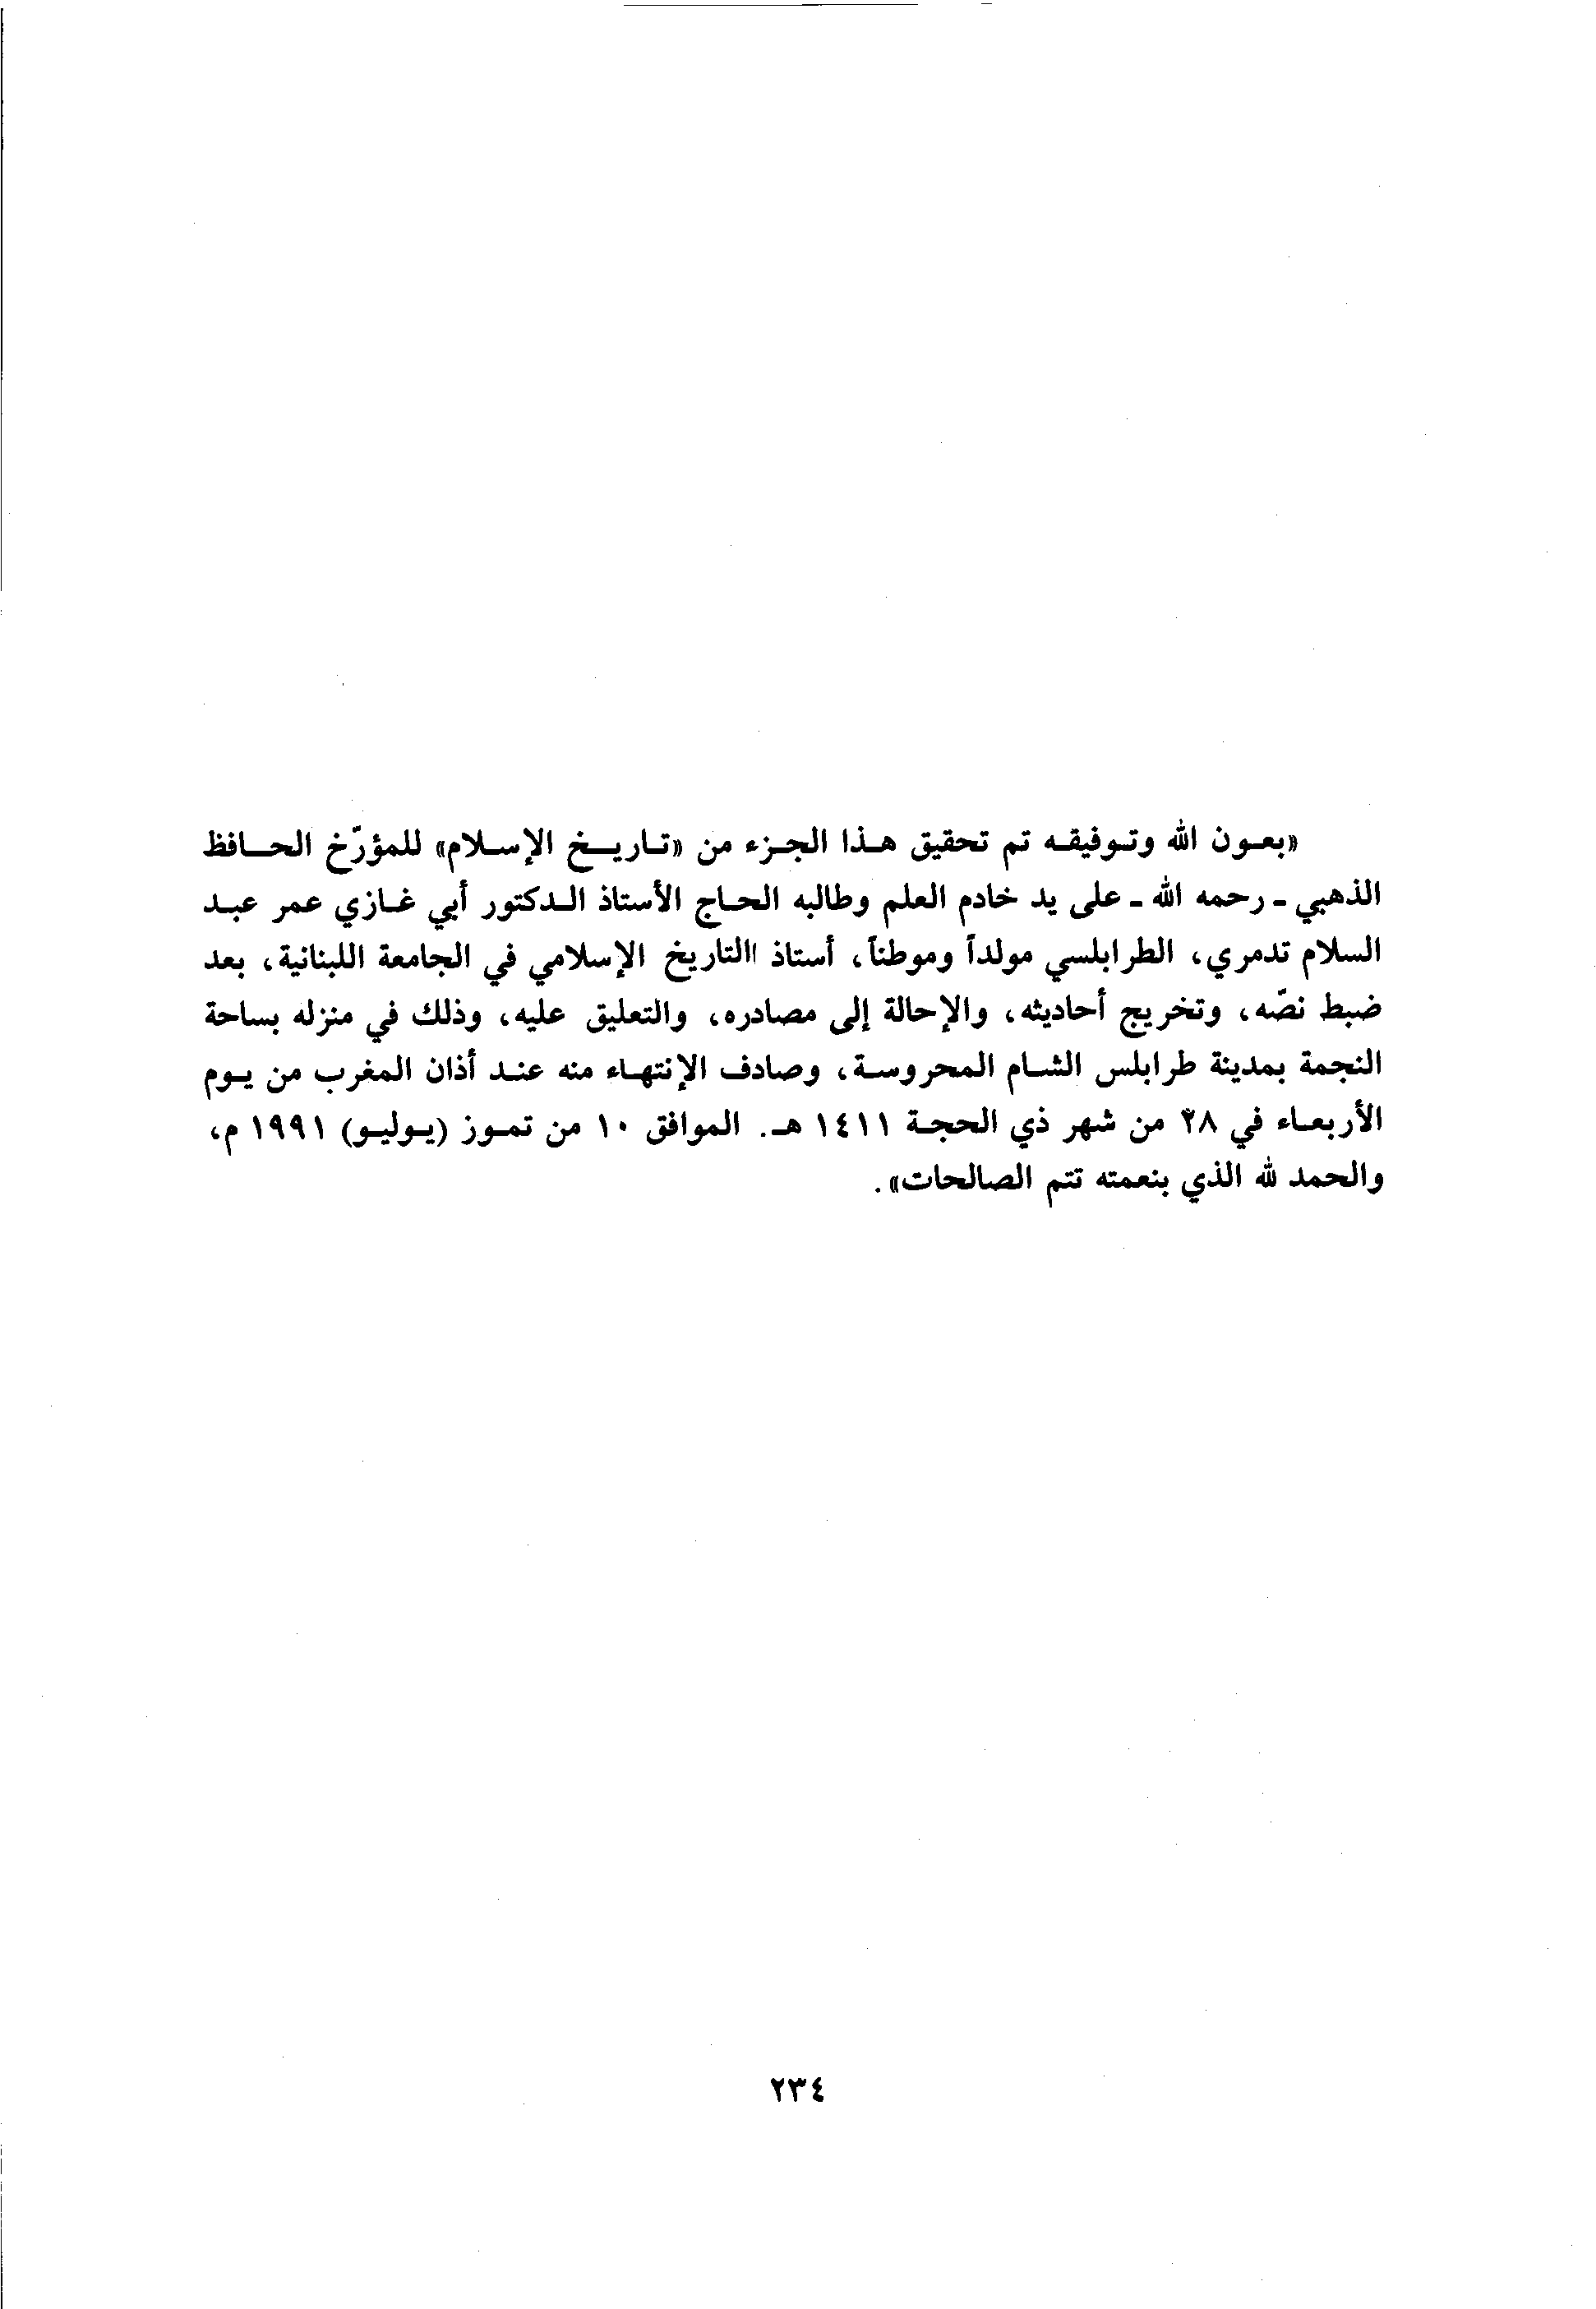 «بعون الله وتوفيقه تم تحقيق هذا الجزء من «تاريخ الإسلام» للمؤرّخ الحافظ
الذهبي - رحمه الله - على يد خادم العلم وطالبه الحاج الأستاذ الدكتور أبي غازي عمر عبد
السلام تدمري، الطرابلسي مولداً وموطناً، أستاذ االتاريخ الإسلامي في الجامعة اللبنانية، بعد
ضبط نصّه، وتخريج أحاديثه، والإحالة إلى مصادره، والتعليق عليه، وذلك في منزله بساحة
النجمة بمدينة طرابلس الشام المحروسة، وصادف الإنتهاء منه عند أذان المغرب من يوم
الأربعاء في ٢٨ من شهر ذي الحجة ١٤١١ هـ. الموافق ١٠ من تموز (يوليو) ١٩٩١ م،
والحمد لله الذي بنعمته تتم الصالحات».
٢٣٤